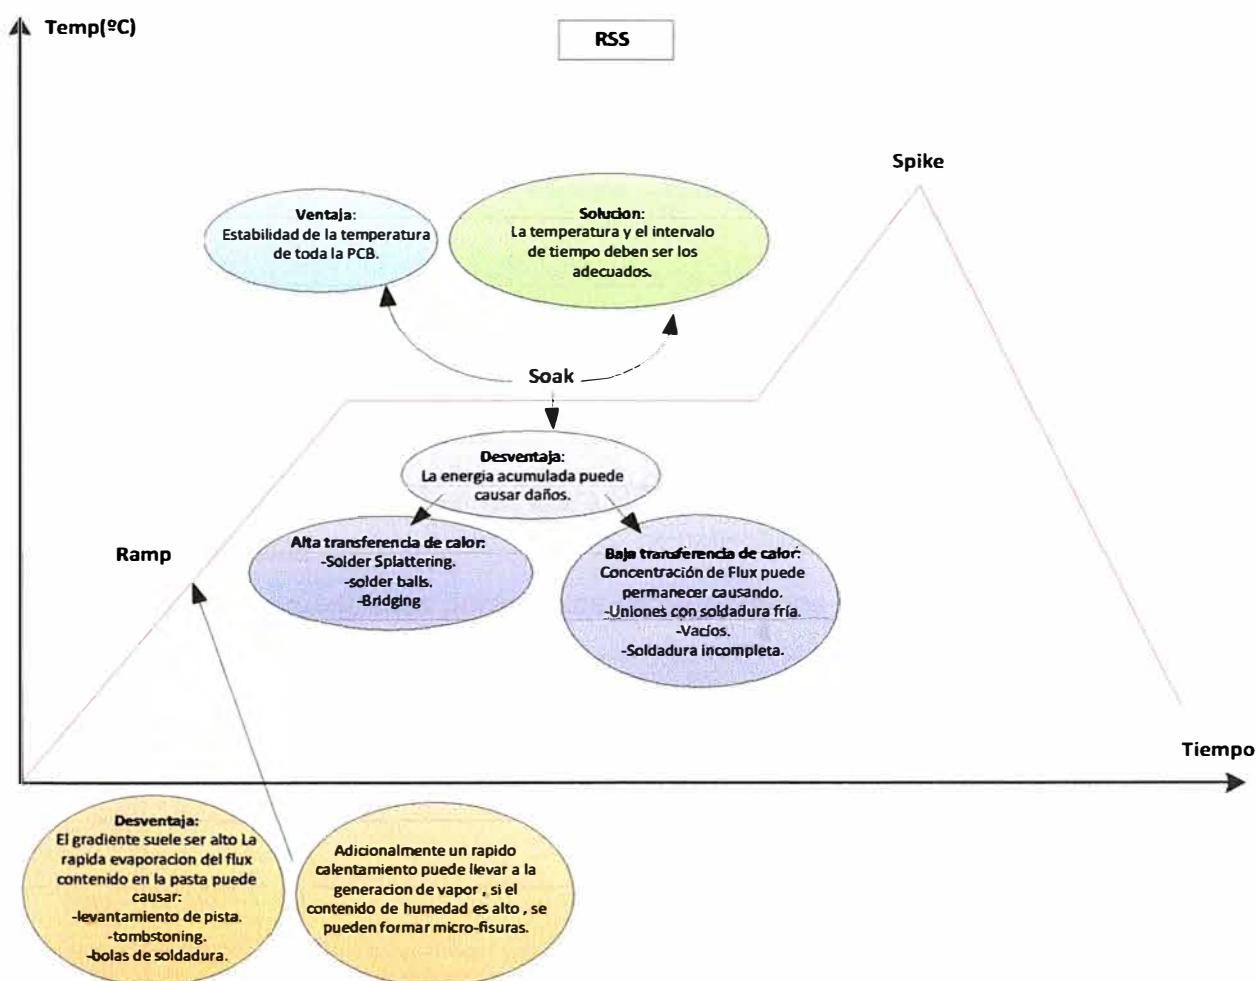 Temp(ºC)
RSS
Spike
Ventaja:
Estabilidad de la temperatura
de toda la PCB.
Solucion:
La temperatura y el intervalo
de tiempo deben ser los
adecuados.
Soak
Desventaja:
La energia acumulada puede
causar daños.
Ramp
Alta transferencia de calor:
-Solder Splattering.
-solder balls.
-Bridging
Baja transferencia de calor:
Concentración de Flux puede
permanecer causando.
-Uniones con soldadura fría.
-Vacíos.
-Soldadura incompleta.
Tiempo
Desventaja:
El gradiente suele ser alto La
rapida evaporacion del flux
contenido en la pasta puede
causar:
-levantamiento de pista.
-tombstoning.
-bolas de soldadura.
Adicionalmente un rapido
calentamiento puede llevar a la
generacion de vapor , si el
contenido de humedad es alto , se
pueden formar micro-fisuras.